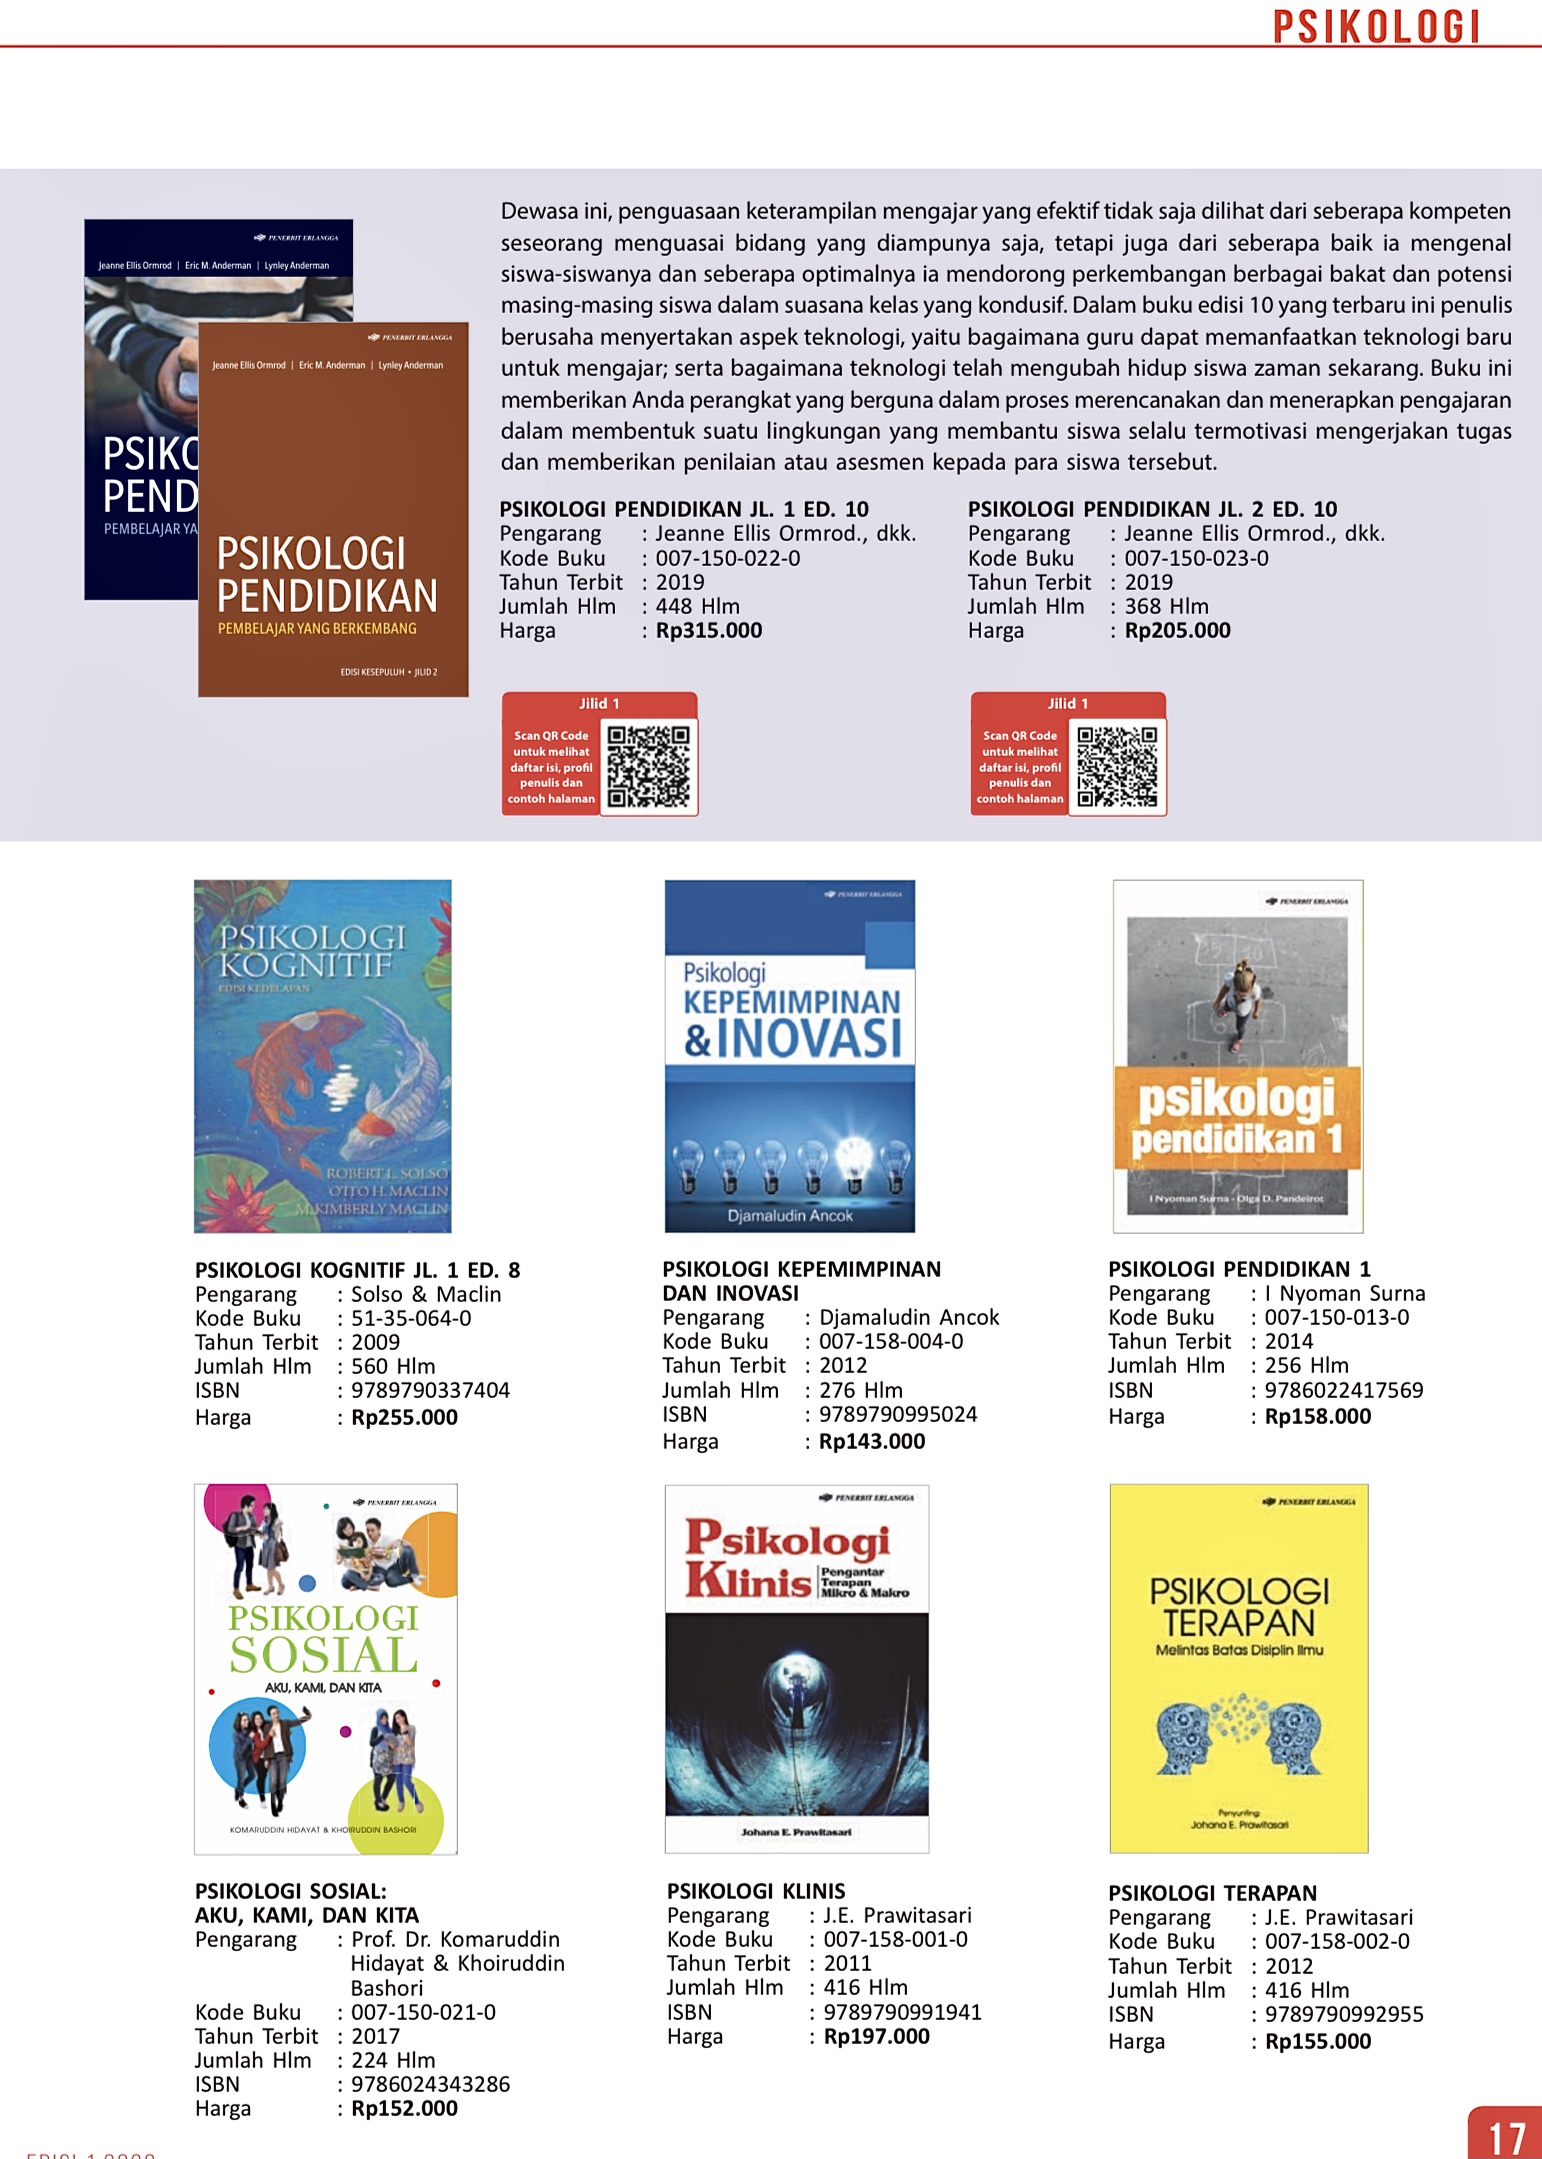 PSIKOLOGI
PENERBIT ERLANGGA
Jeanne Ellis Ormrod | Eric M. Anderman | Lynley Anderman
PSIKO
PEND
PEMBELAJAR YA
PENERBIT ERLANGGA
Jeanne Ellis Ormrod | Eric M. Anderman | Lynley Anderman
PSIKOLOGI
PENDIDIKAN
PEMBELAJAR YANG BERKEMBANG
EDISI KESEPULUH • JILID 2
Dewasa ini, penguasaan keterampilan mengajar yang efektif tidak saja dilihat dari seberapa kompeten
seseorang menguasai bidang yang diampunya saja, tetapi juga dari seberapa baik ia mengenal
siswa-siswanya dan seberapa optimalnya ia mendorong perkembangan berbagai bakat dan potensi
masing-masing siswa dalam suasana kelas yang kondusif. Dalam buku edisi 10 yang terbaru ini penulis
berusaha menyertakan aspek teknologi, yaitu bagaimana guru dapat memanfaatkan teknologi baru
untuk mengajar; serta bagaimana teknologi telah mengubah hidup siswa zaman sekarang. Buku ini
memberikan Anda perangkat yang berguna dalam proses merencanakan dan menerapkan pengajaran
dalam membentuk suatu lingkungan yang membantu siswa selalu termotivasi mengerjakan tugas
dan memberikan penilaian atau asesmen kepada para siswa tersebut.
PSIKOLOGI PENDIDIKAN JL. 1 ED. 10
Pengarang : Jeanne Ellis Ormrod., dkk.
Kode Buku : 007-150-022-0
Tahun Terbit : 2019
Jumlah Hlm : 448 Hlm
Harga : Rp315.000
PSIKOLOGI PENDIDIKAN JL. 2 ED. 10
Pengarang : Jeanne Ellis Ormrod., dkk.
Kode Buku : 007-150-023-0
Tahun Terbit : 2019
Jumlah Hlm : 368 Hlm
Harga : Rp205.000
Jilid 1
Scan QR Code
untuk melihat
daftar isi, profil
penulis dan
contoh halaman
Jilid 1
Scan QR Code
untuk melihat
daftar isi, profil
penulis dan
contoh halaman
PSIKOLOGI
KOGNITIF
EDISI KEDELAPAN
ROBERT L. SOLSO
OTTO H. MACLIN
M. KIMBERLY MACLIN
PSIKOLOGI KOGNITIF JL. 1 ED. 8
Pengarang : Solso & Maclin
Kode Buku : 51-35-064-0
Tahun Terbit : 2009
Jumlah Hlm : 560 Hlm
ISBN : 9789790337404
Harga : Rp255.000
PENERBIT ERLANGGA
Psikologi
KEPEMIMPINAN
&INOVASI
Djamaludin Ancok
PSIKOLOGI KEPEMIMPINAN
DAN INOVASI
Pengarang : Djamaludin Ancok
Kode Buku : 007-158-004-0
Tahun Terbit : 2012
Jumlah Hlm : 276 Hlm
ISBN : 9789790995024
Harga : Rp143.000
PENERBIT ERLANGGA
psikologi
pendidikan 1
I Nyoman Surna - Olga D. Pandeirot
PSIKOLOGI PENDIDIKAN 1
Pengarang : I Nyoman Surna
Kode Buku : 007-150-013-0
Tahun Terbit : 2014
Jumlah Hlm : 256 Hlm
ISBN : 9786022417569
Harga : Rp158.000
PENERBIT ERLANGGA
PSIKOLOGI
SOSIAL
AKU, KAMI, DAN KITA
KOMARUDDIN HIDAYAT & KHOIRUDDIN BASHORI
PSIKOLOGI SOSIAL:
AKU, KAMI, DAN KITA
Pengarang : Prof. Dr. Komaruddin
Hidayat & Khoiruddin
Bashori
Kode Buku : 007-150-021-0
Tahun Terbit : 2017
Jumlah Hlm : 224 Hlm
ISBN : 9786024343286
Harga : Rp152.000
PENERBIT ERLANGGA
Psikologi
Klinis
Pengantar
Terapan
Mikro & Makro
Johana E. Prawitasari
PSIKOLOGI KLINIS
Pengarang : J.E. Prawitasari
Kode Buku : 007-158-001-0
Tahun Terbit : 2011
Jumlah Hlm : 416 Hlm
ISBN : 9789790991941
Harga : Rp197.000
PENERBIT ERLANGGA
PSIKOLOGI
TERAPAN
Melintas Batas Disiplin Ilmu
Penyunting:
Johana E. Prawitasari
PSIKOLOGI TERAPAN
Pengarang : J.E. Prawitasari
Kode Buku : 007-158-002-0
Tahun Terbit : 2012
Jumlah Hlm : 416 Hlm
ISBN : 9789790992955
Harga : Rp155.000
17